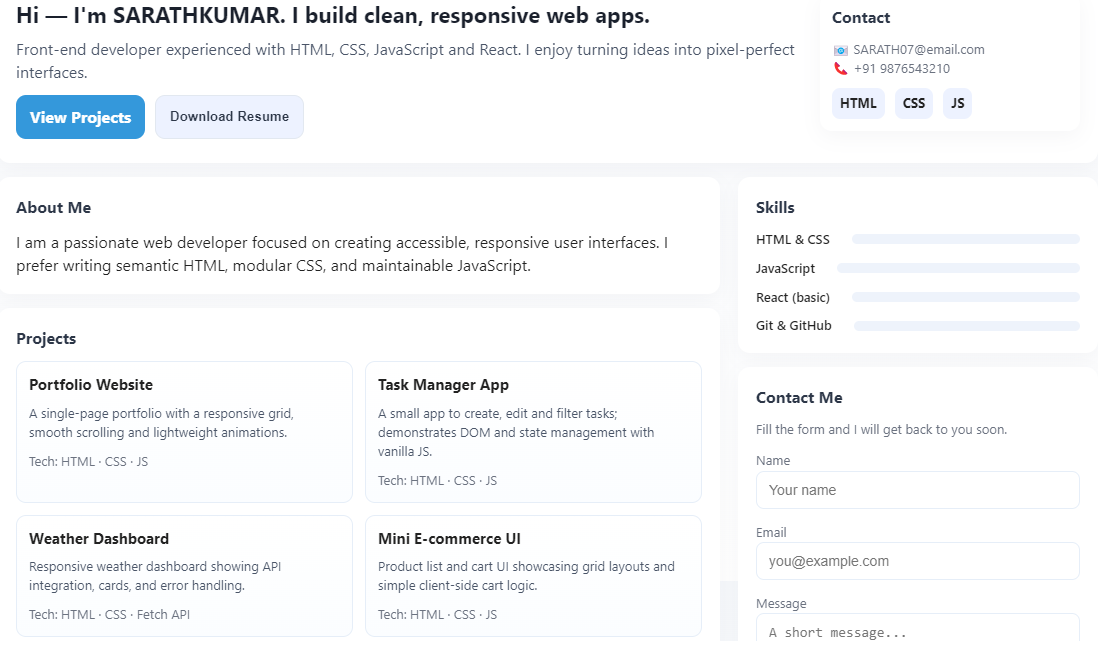 Hi — I'm SARATHKUMAR. I build clean, responsive web apps.
Front-end developer experienced with HTML, CSS, JavaScript and React. I enjoy turning ideas into pixel-perfect
interfaces.
View Projects
Download Resume
Contact
SARATH07@email.com
+91 9876543210
HTML
CSS
JS
About Me
I am a passionate web developer focused on creating accessible, responsive user interfaces. I
prefer writing semantic HTML, modular CSS, and maintainable JavaScript.
Projects
Portfolio Website
A single-page portfolio with a responsive grid,
smooth scrolling and lightweight animations.
Tech: HTML · CSS · JS
Task Manager App
A small app to create, edit and filter tasks;
demonstrates DOM and state management with
vanilla JS.
Tech: HTML · CSS · JS
Weather Dashboard
Responsive weather dashboard showing API
integration, cards, and error handling.
Tech: HTML · CSS · Fetch API
Mini E-commerce UI
Product list and cart UI showcasing grid layouts and
simple client-side cart logic.
Tech: HTML · CSS · JS
Skills
HTML & CSS
JavaScript
React (basic)
Git & GitHub
Contact Me
Fill the form and I will get back to you soon.
Name
Your name
Email
you@example.com
Message
A short message...